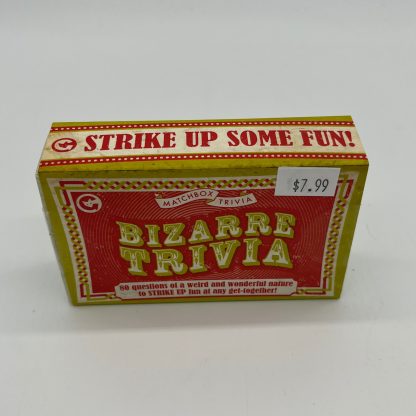 STRIKE UP SOME FUN!
$7.99
MATCHBOX TRIVIA
BIZARRE
TRIVIA
80 questions of a weird and wonderful nature
to STRIKE UP fun at any get-together!